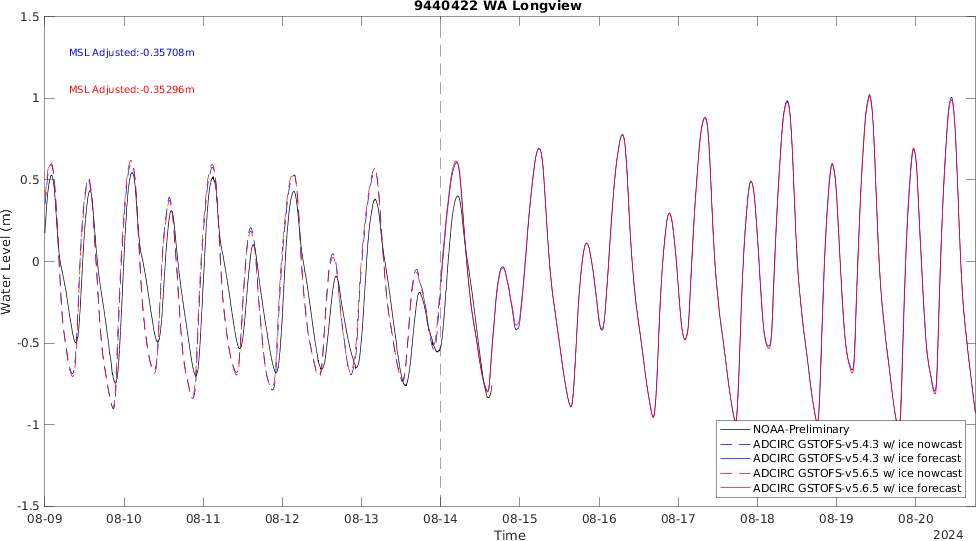 9440422 WA Longview
MSL Adjusted:-0.35708m
MSL Adjusted:-0.35296m
Water Level (m)
1.5
1
0.5
0
-0.5
-1
-1.5
NOAA-Preliminary
ADCIRC GSTOFS-v5.4.3 w/ ice nowcast
ADCIRC GSTOFS-v5.4.3 w/ ice forecast
ADCIRC GSTOFS-v5.6.5 w/ ice nowcast
ADCIRC GSTOFS-v5.6.5 w/ ice forecast
08-09 08-10 08-11 08-12 08-13 08-14 08-15 08-16 08-17 08-18 08-19 08-20
Time
2024